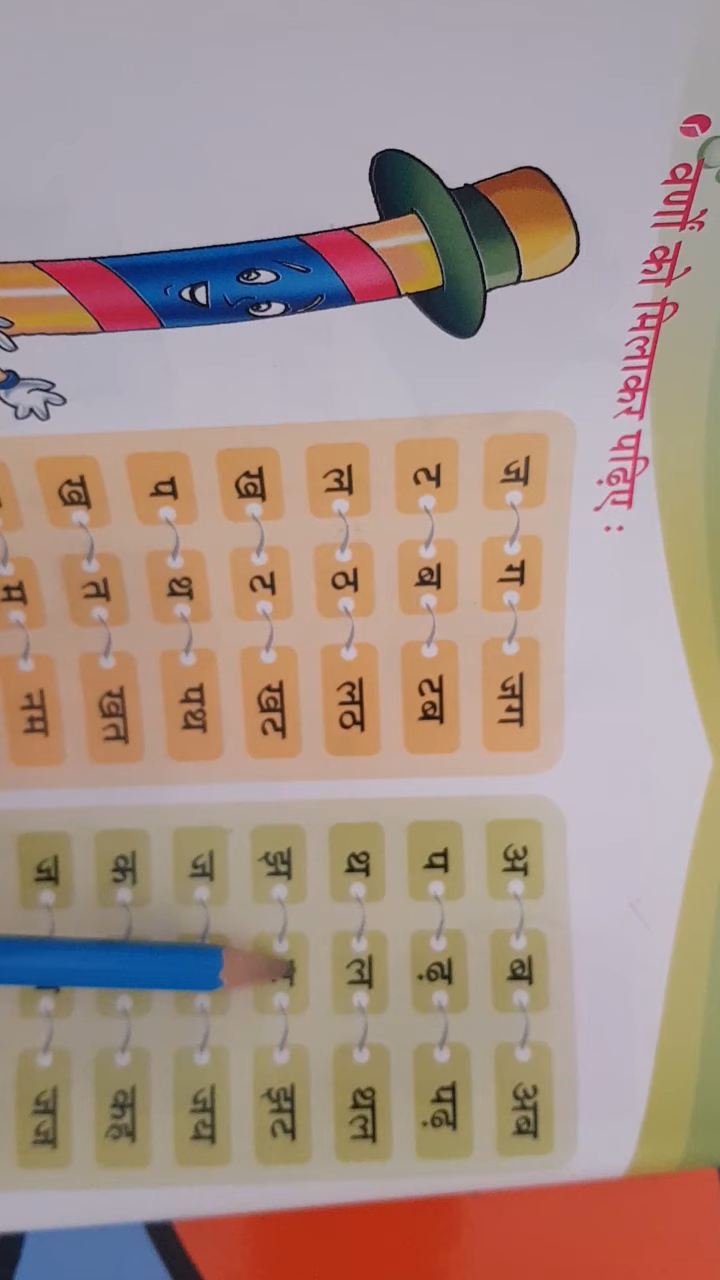 वर्णों को मिलाकर पढ़िए :
ज ग जग
ट ब टब
ल ठ लठ
ख ट खट
प थ पथ
ख त खत
म नम
अ ब अब
प ढ़ पढ़
थ ल थल
झ झट
ज जय
क कह
ज जज